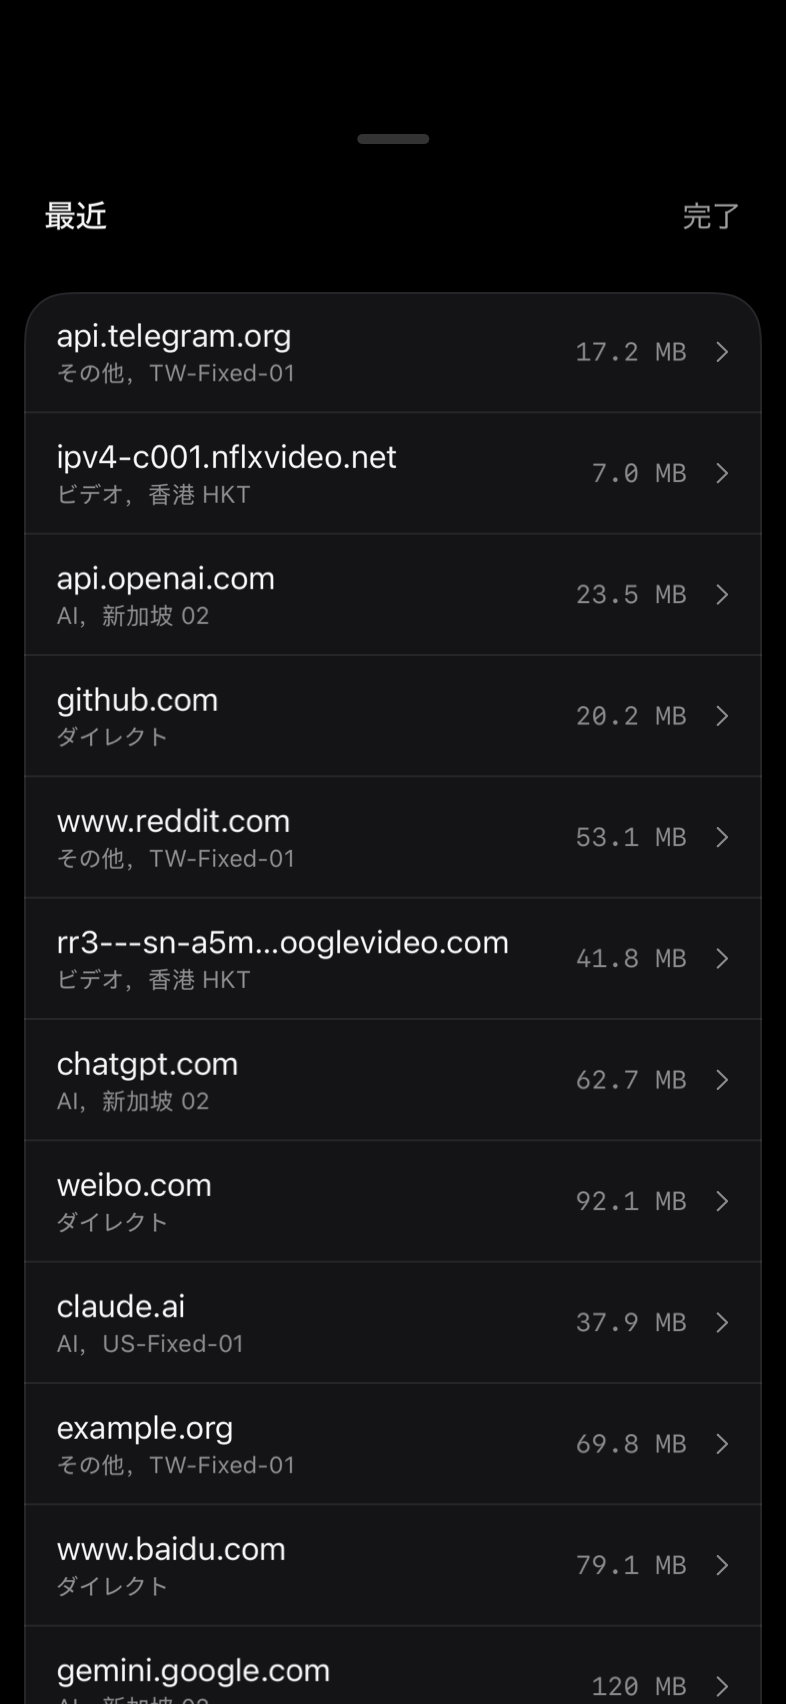 最近
完了
api.telegram.org
17.2 MB
その他，TW-Fixed-01
ipv4-c001.nflxvideo.net
7.0 MB
ビデオ，香港 HKT
api.openai.com
23.5 MB
AI，新加坡 02
github.com
20.2 MB
ダイレクト
www.reddit.com
53.1 MB
その他，TW-Fixed-01
rr3---sn-a5m...ooglevideo.com
41.8 MB
ビデオ，香港 HKT
chatgpt.com
62.7 MB
AI，新加坡 02
weibo.com
92.1 MB
ダイレクト
claude.ai
37.9 MB
AI，US-Fixed-01
example.org
69.8 MB
その他，TW-Fixed-01
www.baidu.com
79.1 MB
ダイレクト
gemini.google.com
120 MB